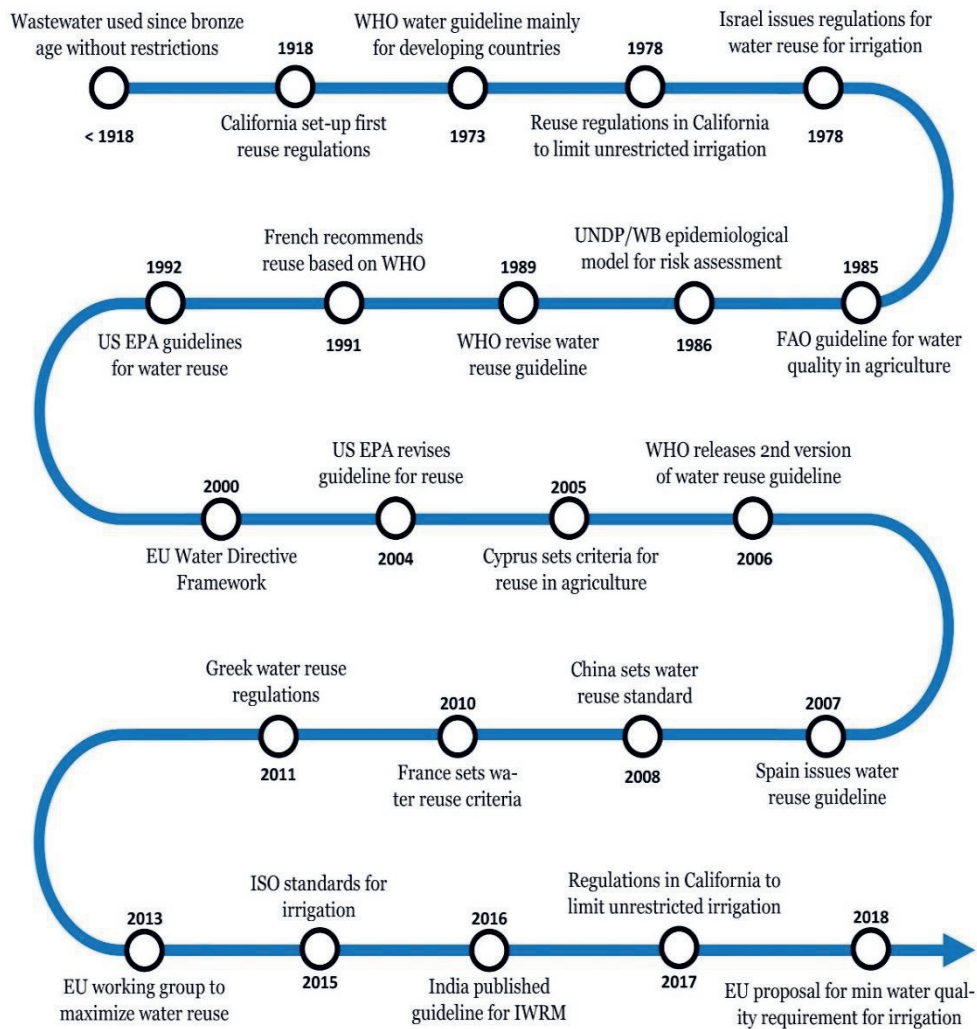 Wastewater used since bronze
age without restrictions
< 1918
1918
California set-up first
reuse regulations
WHO water guideline mainly
for developing countries
1973
1978
Reuse regulations in California
to limit unrestricted irrigation
Israel issues regulations for
water reuse for irrigation
1978
1985
FAO guideline for water
quality in agriculture
UNDP/WB epidemiological
model for risk assessment
1986
1989
WHO revise water
reuse guideline
French recommends
reuse based on WHO
1991
1992
US EPA guidelines
for water reuse
2000
EU Water Directive
Framework
US EPA revises
guideline for reuse
2004
2005
Cyprus sets criteria for
reuse in agriculture
WHO releases 2nd version
of water reuse guideline
2006
2007
Spain issues water
reuse guideline
China sets water
reuse standard
2008
2010
France sets wa-
ter reuse criteria
Greek water reuse
regulations
2011
2013
EU working group to
maximize water reuse
ISO standards for
irrigation
2015
2016
India published
guideline for IWRM
Regulations in California to
limit unrestricted irrigation
2017
2018
EU proposal for min water qual-
ity requirement for irrigation